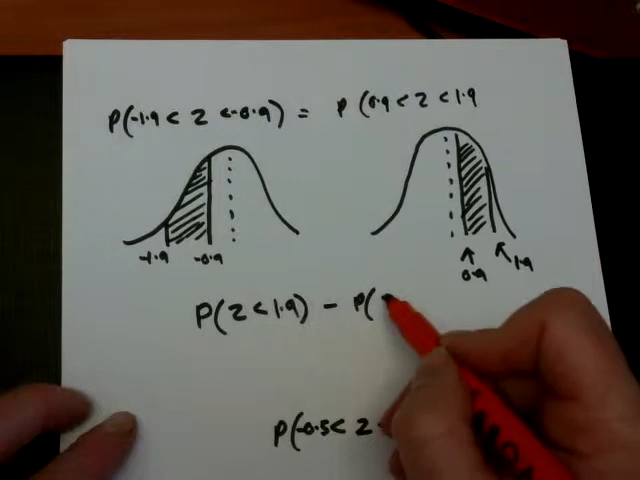 P(-1.9 < Z < -0.9) = P(0.9 < Z < 1.9
-1.9 -0.9 0.9 1.9
P(Z < 1.9) - P(
P(-0.5 < Z